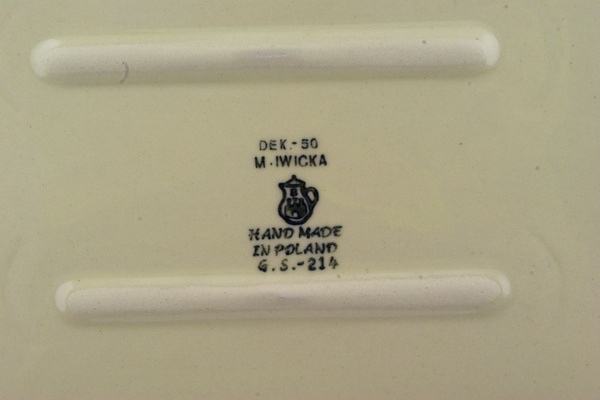 DEK.-50
M.IWICKA
HAND MADE
IN POLAND
G.S.-214